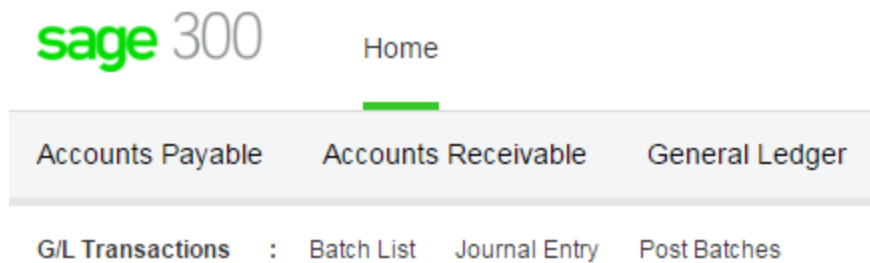 sage 300 Home
Accounts Payable Accounts Receivable General Ledger
G/L Transactions : Batch List Journal Entry Post Batches